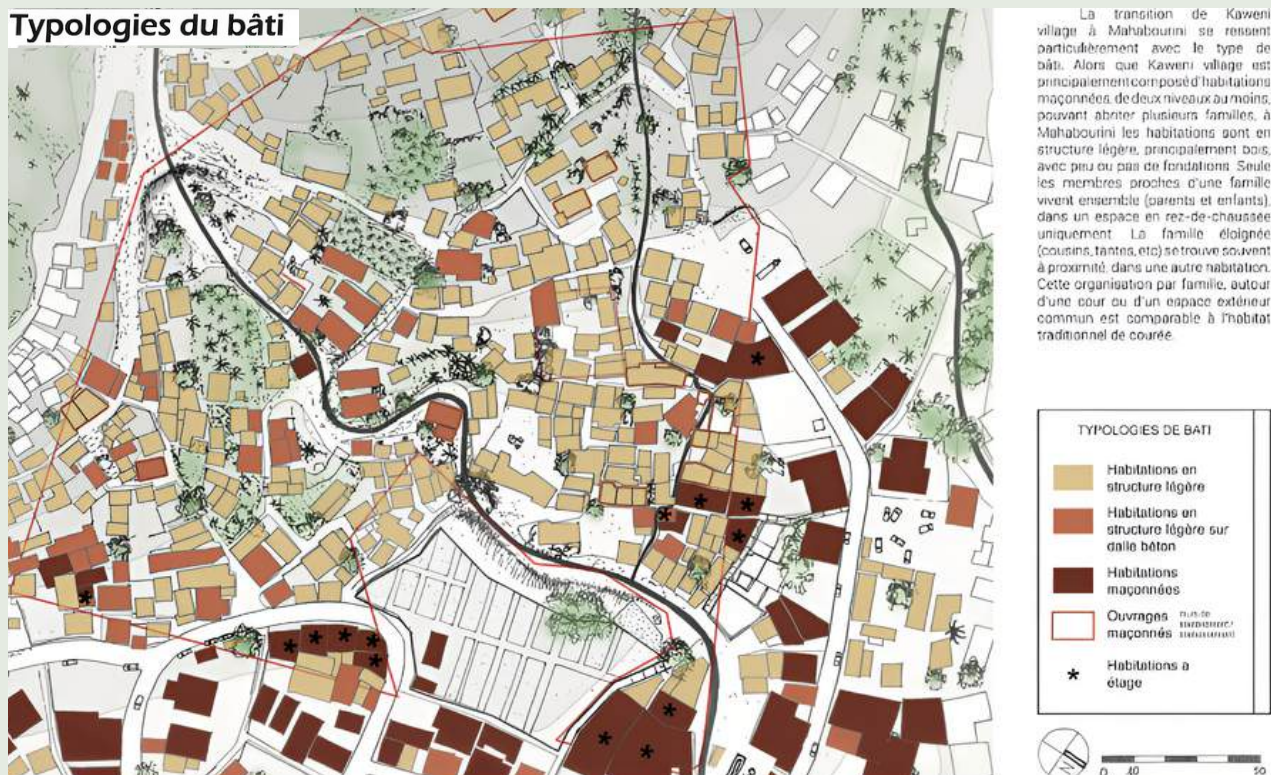 Typologies du bâti
La transition de Kaweni
village à Mahabourini se ressent
particulièrement avec le type de
bâti. Alors que Kaweni village est
principalement composé d'habitations
maçonnées, de deux niveaux au moins,
pouvant abriter plusieurs familles, à
Mahabourini les habitations sont en
structure légère, principalement bois,
avec peu ou pas de fondations. Seule
les membres proches d'une famille
vivent ensemble (parents et enfants),
dans un espace en rez-de-chaussée
uniquement. La famille éloignée
(cousins, tantes, etc) se trouve souvent
à proximité, dans une autre habitation.
Cette organisation par famille, autour
d'une cour ou d'un espace extérieur
commun est comparable à l'habitat
traditionnel de courée.
TYPOLOGIES DE BATI
Habitations en
structure légère
Habitations en
structure légère sur
dalle béton
Habitations
maçonnées
Ouvrages
maçonnés
Habitations a
étage
N
0 40 50